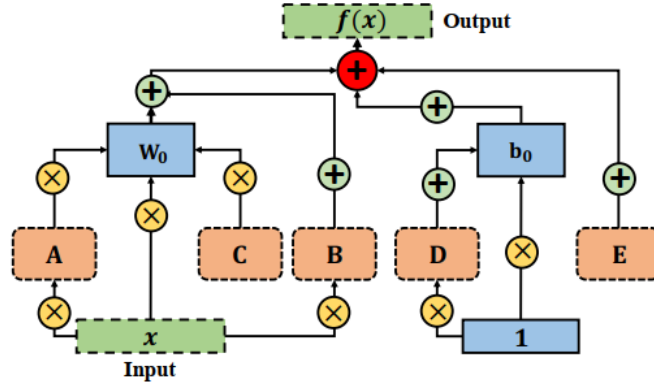 f(x) Output
+
+ +
W₀ b₀
× × + +
× + ×
A C B D E
× × ×
x 1
Input